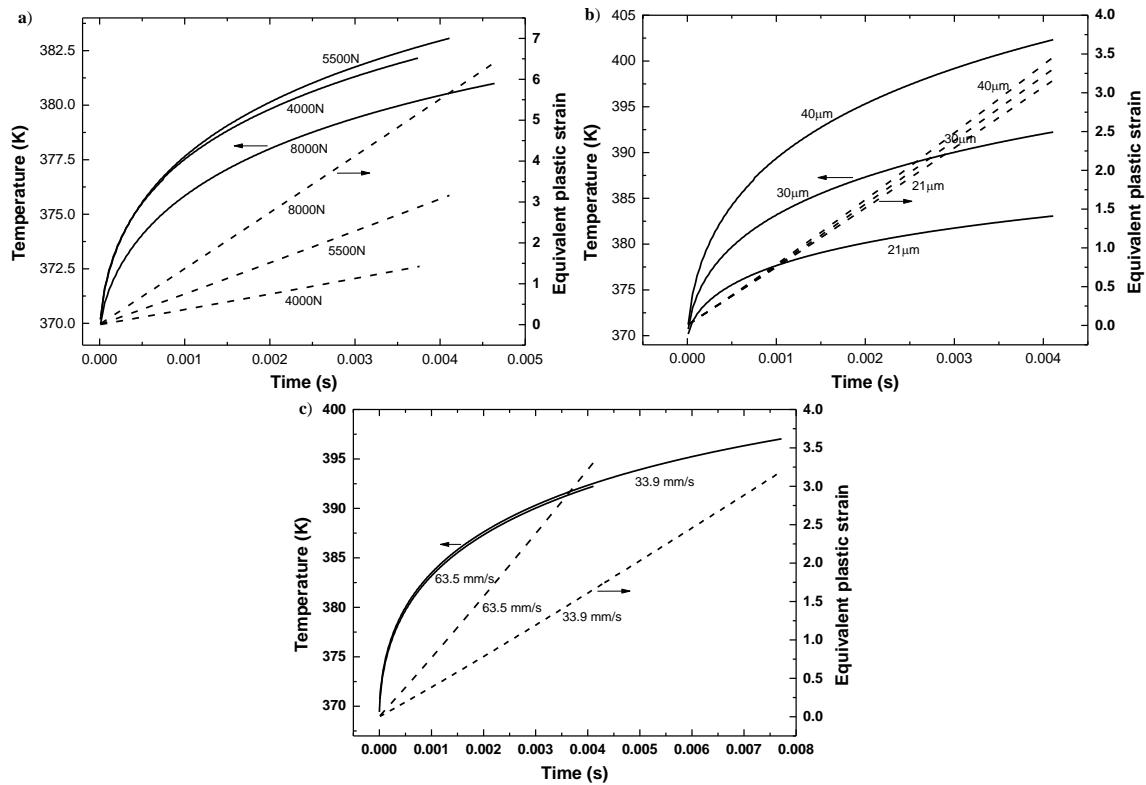 a)
382.5
380.0
377.5
375.0
372.5
370.0
Temperature (K)
5500N
4000N
8000N
8000N
5500N
4000N
7
6
5
4
3
2
1
0
Equivalent plastic strain
0.000
0.001
0.002
0.003
0.004
0.005
Time (s)
b)
405
400
395
390
385
380
375
370
Temperature (K)
40μm
40μm
30μm
30μm
21μm
21μm
4.0
3.5
3.0
2.5
2.0
1.5
1.0
0.5
0.0
Equivalent plastic strain
0.000
0.001
0.002
0.003
0.004
Time (s)
c)
400
395
390
385
380
375
370
Temperature (K)
33.9 mm/s
63.5 mm/s
63.5 mm/s
33.9 mm/s
4.0
3.5
3.0
2.5
2.0
1.5
1.0
0.5
0.0
Equivalent plastic strain
0.000
0.001
0.002
0.003
0.004
0.005
0.006
0.007
0.008
Time (s)